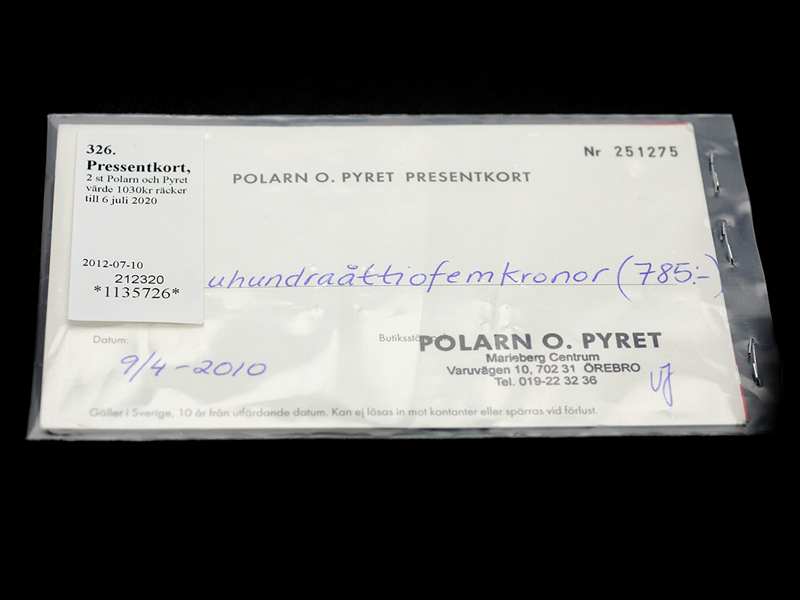 326.
Pressentkort,
2 st Polarn och Pyret
värde 1030kr räcker
till 6 juli 2020
2012-07-10
212320
*1135726*
Nr 251275
POLARN O. PYRET PRESENTKORT
uhundraåttiofemkronor (785:-)
Datum:
9/4-2010
POLARN O. PYRET
Marieberg Centrum
Varuvägen 10, 702 31 ÖREBRO
Tel. 019-22 32 36
Gäller i Sverige, 10 år från utfärdande datum. Kan ej lösas in mot kontanter eller spärras vid förlust.